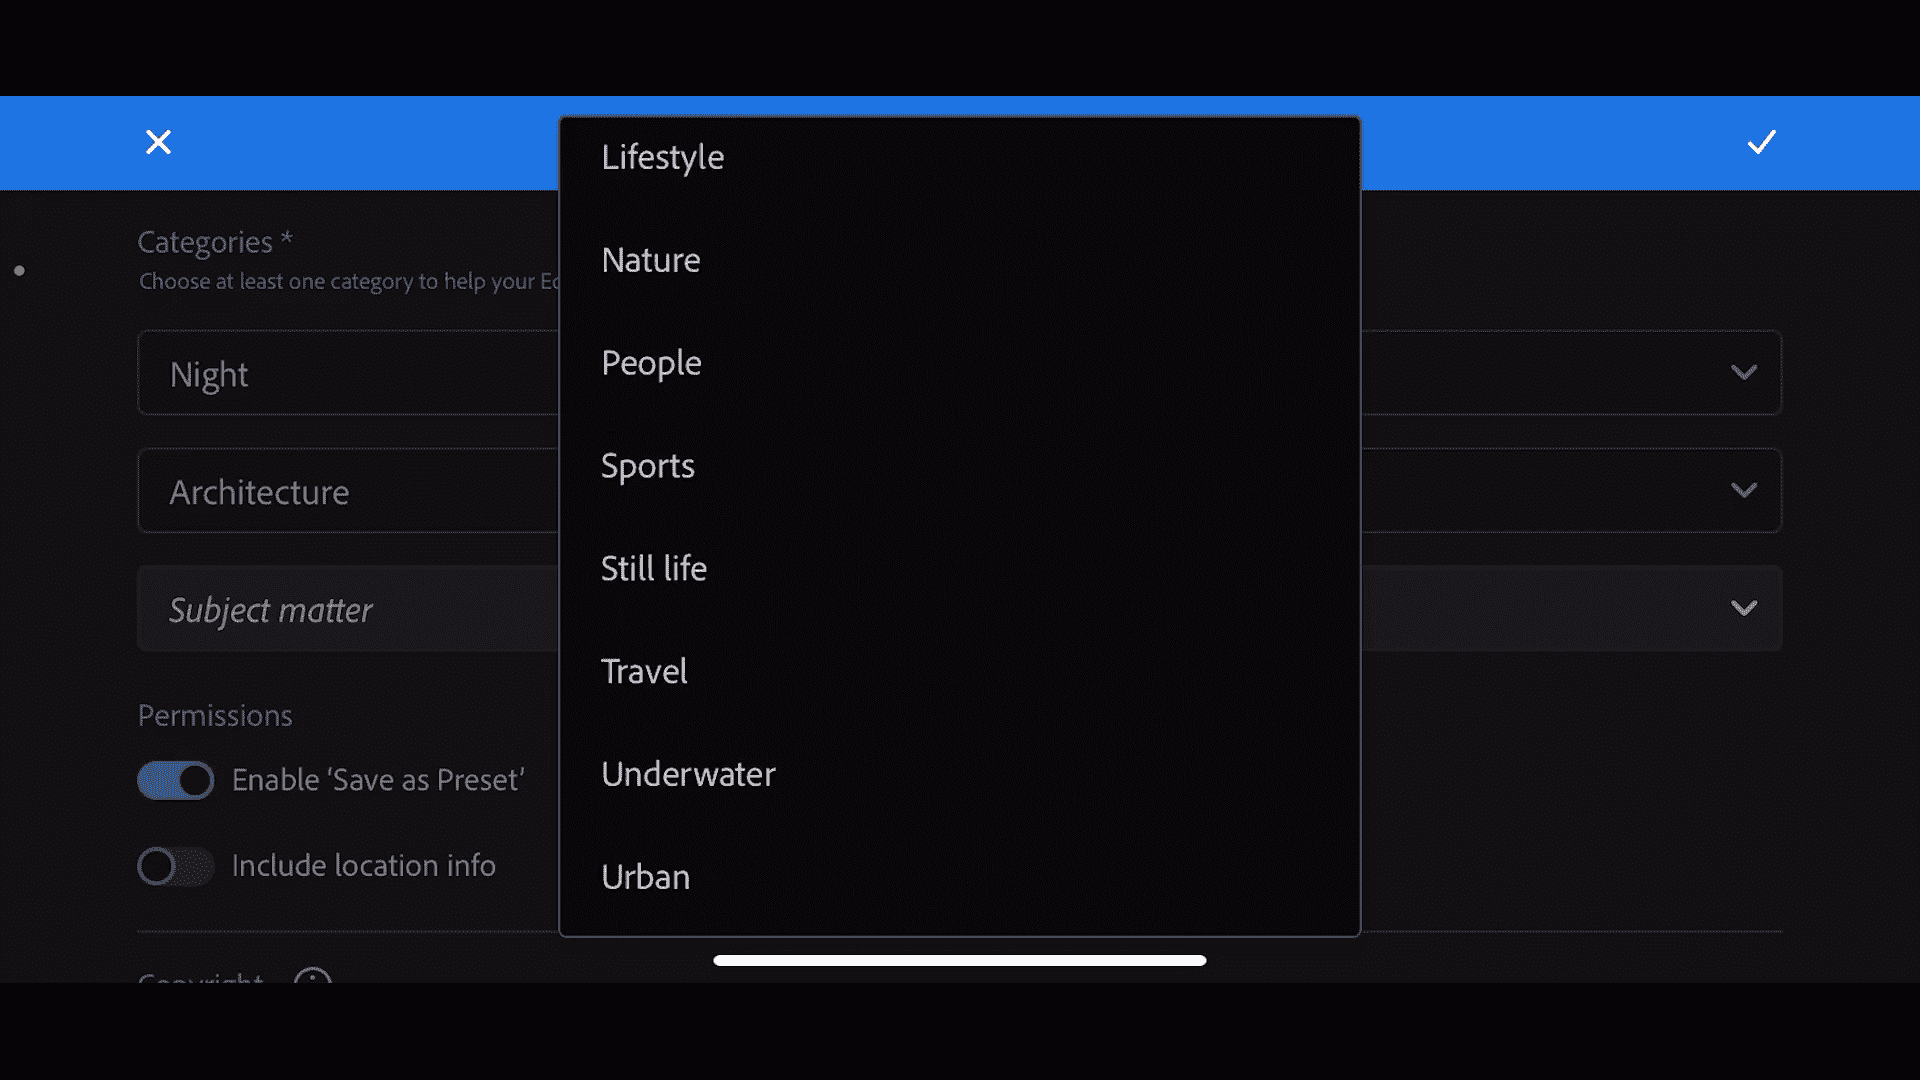 Lifestyle
Categories *
Choose at least one category to help your
Nature
Night
People
Sports
Architecture
Still life
Subject matter
Travel
Permissions
Enable ‘Save as Preset’
Underwater
Include location info
Urban